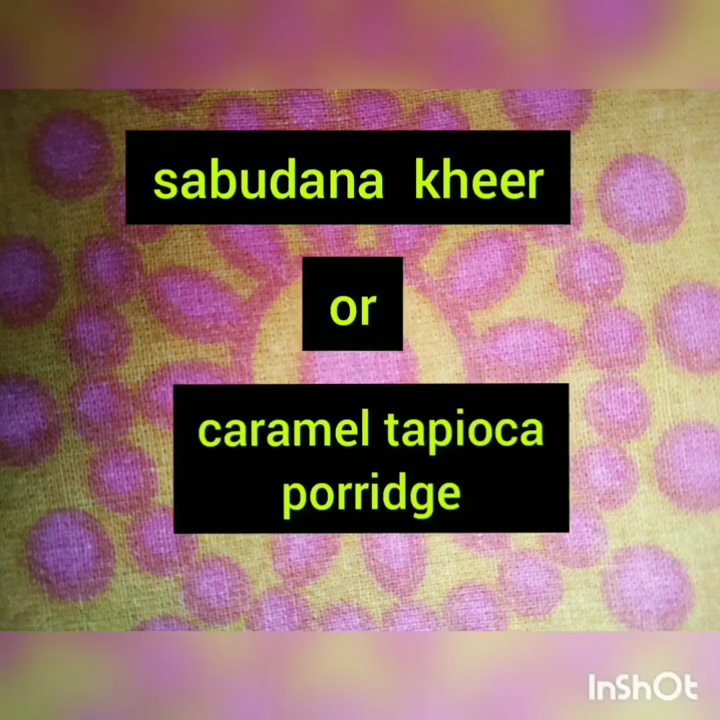 sabudana kheer
or
caramel tapioca
porridge
InShOt